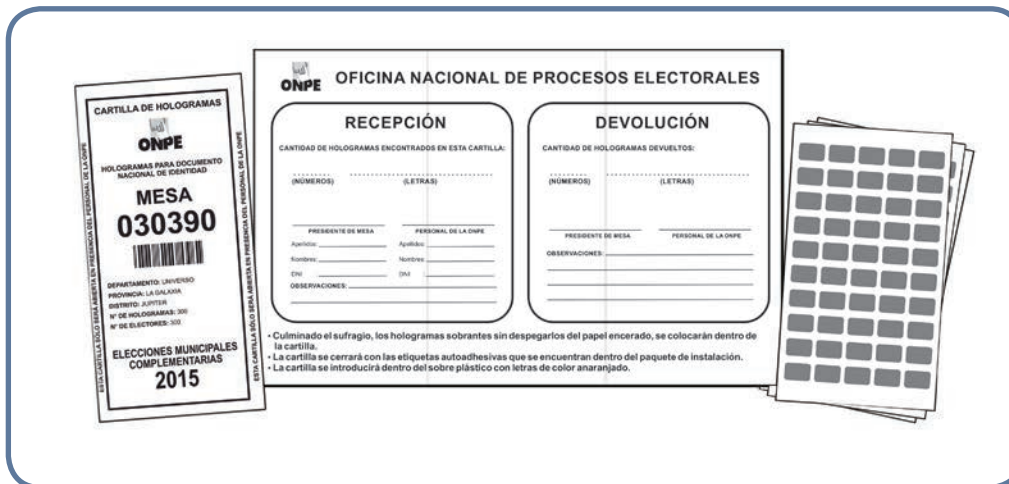 CARTILLA DE HOLOGRAMAS
ONPE
HOLOGRAMAS PARA DOCUMENTO
NACIONAL DE IDENTIDAD
MESA
030390
DEPARTAMENTO: UNIVERSO
PROVINCIA: LA GALAXIA
DISTRITO: JUPITER
N° DE HOLOGRAMAS: 300
N° DE ELECTORES: 300
ELECCIONES MUNICIPALES
COMPLEMENTARIAS
2015
ESTA CARTILLA SÓLO SERÁ ABIERTA EN PRESENCIA DEL PERSONAL DE LA ONPE
ESTA CARTILLA SÓLO SERÁ ABIERTA EN PRESENCIA DEL PERSONAL DE LA ONPE
ONPE
OFICINA NACIONAL DE PROCESOS ELECTORALES
RECEPCIÓN
CANTIDAD DE HOLOGRAMAS ENCONTRADOS EN ESTA CARTILLA:
(NÚMEROS) (LETRAS)
PRESIDENTE DE MESA PERSONAL DE LA ONPE
Apellidos: Apellidos:
Nombres: Nombres:
DNI : DNI :
OBSERVACIONES:
DEVOLUCIÓN
CANTIDAD DE HOLOGRAMAS DEVUELTOS:
(NÚMEROS) (LETRAS)
PRESIDENTE DE MESA PERSONAL DE LA ONPE
OBSERVACIONES:
• Culminado el sufragio, los hologramas sobrantes sin despegarlos del papel encerado, se colocarán dentro de
la cartilla.
• La cartilla se cerrará con las etiquetas autoadhesivas que se encuentran dentro del paquete de instalación.
• La cartilla se introducirá dentro del sobre plástico con letras de color anaranjado.